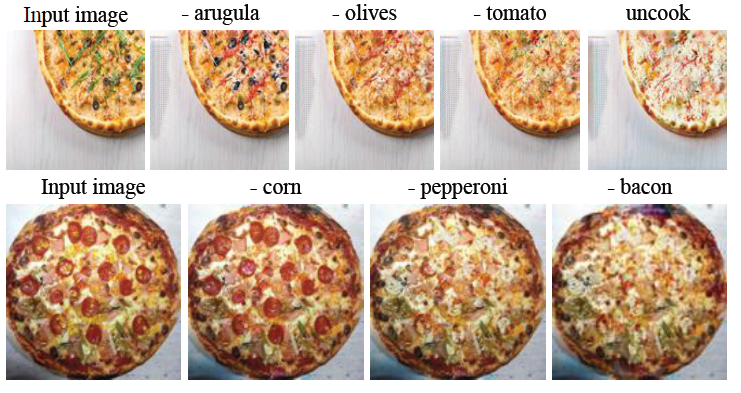 Input image
- arugula
- olives
- tomato
uncook
Input image
- corn
- pepperoni
- bacon